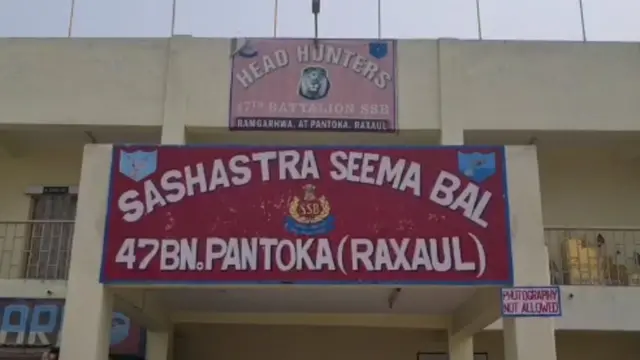 HEAD HUNTERS
47TH BATTALION SSB
RAMGARHWA, AT PANTOKA, RAXAUL
SASHASTRA SEEMA BAL
SSB
47BN. PANTOKA (RAXAUL)
PHOTOGRAPHY
NOT ALLOWED